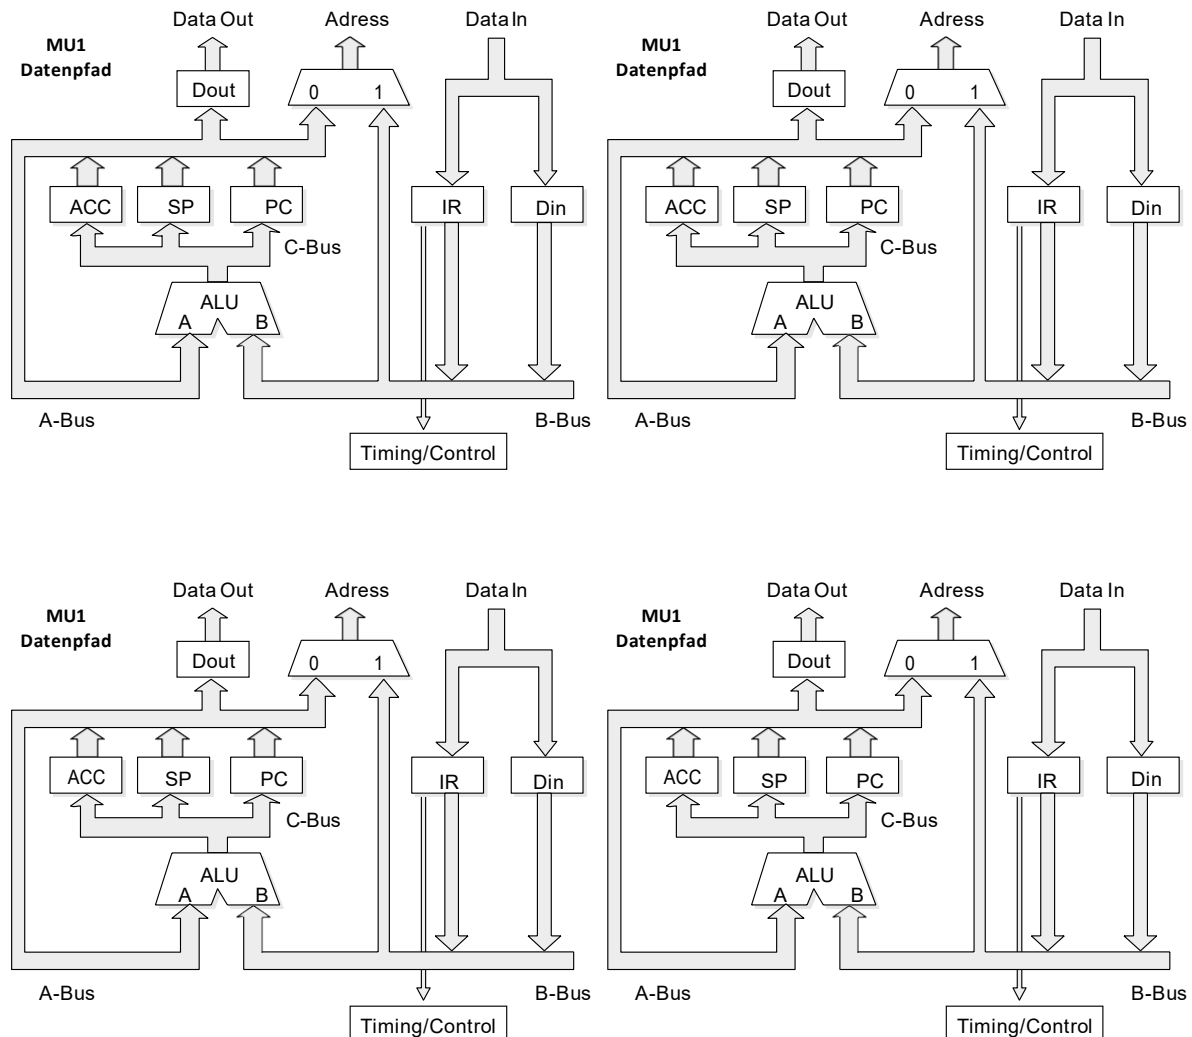 Data Out
Adress
Data In
MU1
Datenpfad
Dout
0
1
ACC
SP
PC
IR
Din
C-Bus
ALU
A
B
A-Bus
B-Bus
Timing/Control
Data Out
Adress
Data In
MU1
Datenpfad
Dout
0
1
ACC
SP
PC
IR
Din
C-Bus
ALU
A
B
A-Bus
B-Bus
Timing/Control
Data Out
Adress
Data In
MU1
Datenpfad
Dout
0
1
ACC
SP
PC
IR
Din
C-Bus
ALU
A
B
A-Bus
B-Bus
Timing/Control
Data Out
Adress
Data In
MU1
Datenpfad
Dout
0
1
ACC
SP
PC
IR
Din
C-Bus
ALU
A
B
A-Bus
B-Bus
Timing/Control